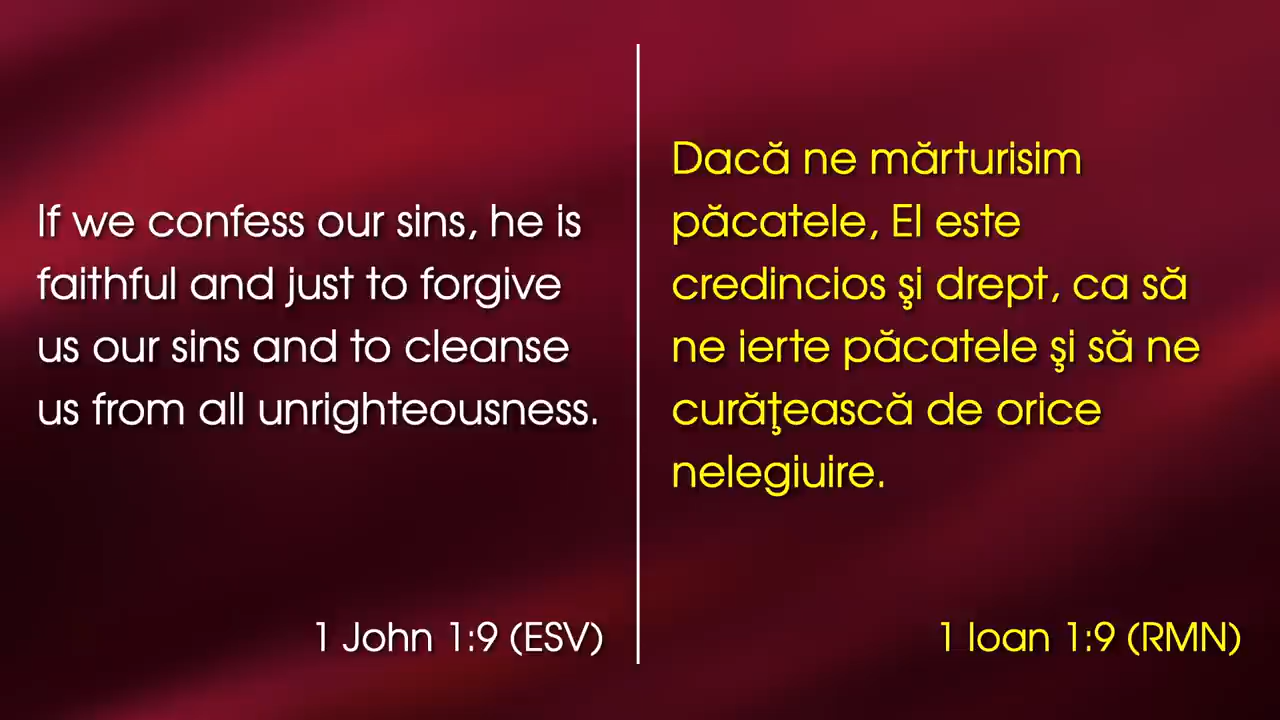 If we confess our sins, he is
faithful and just to forgive
us our sins and to cleanse
us from all unrighteousness.
1 John 1:9 (ESV)
Dacă ne mărturisim
păcatele, El este
credincios şi drept, ca să
ne ierte păcatele şi să ne
curăţească de orice
nelegiuire.
1 Ioan 1:9 (RMN)